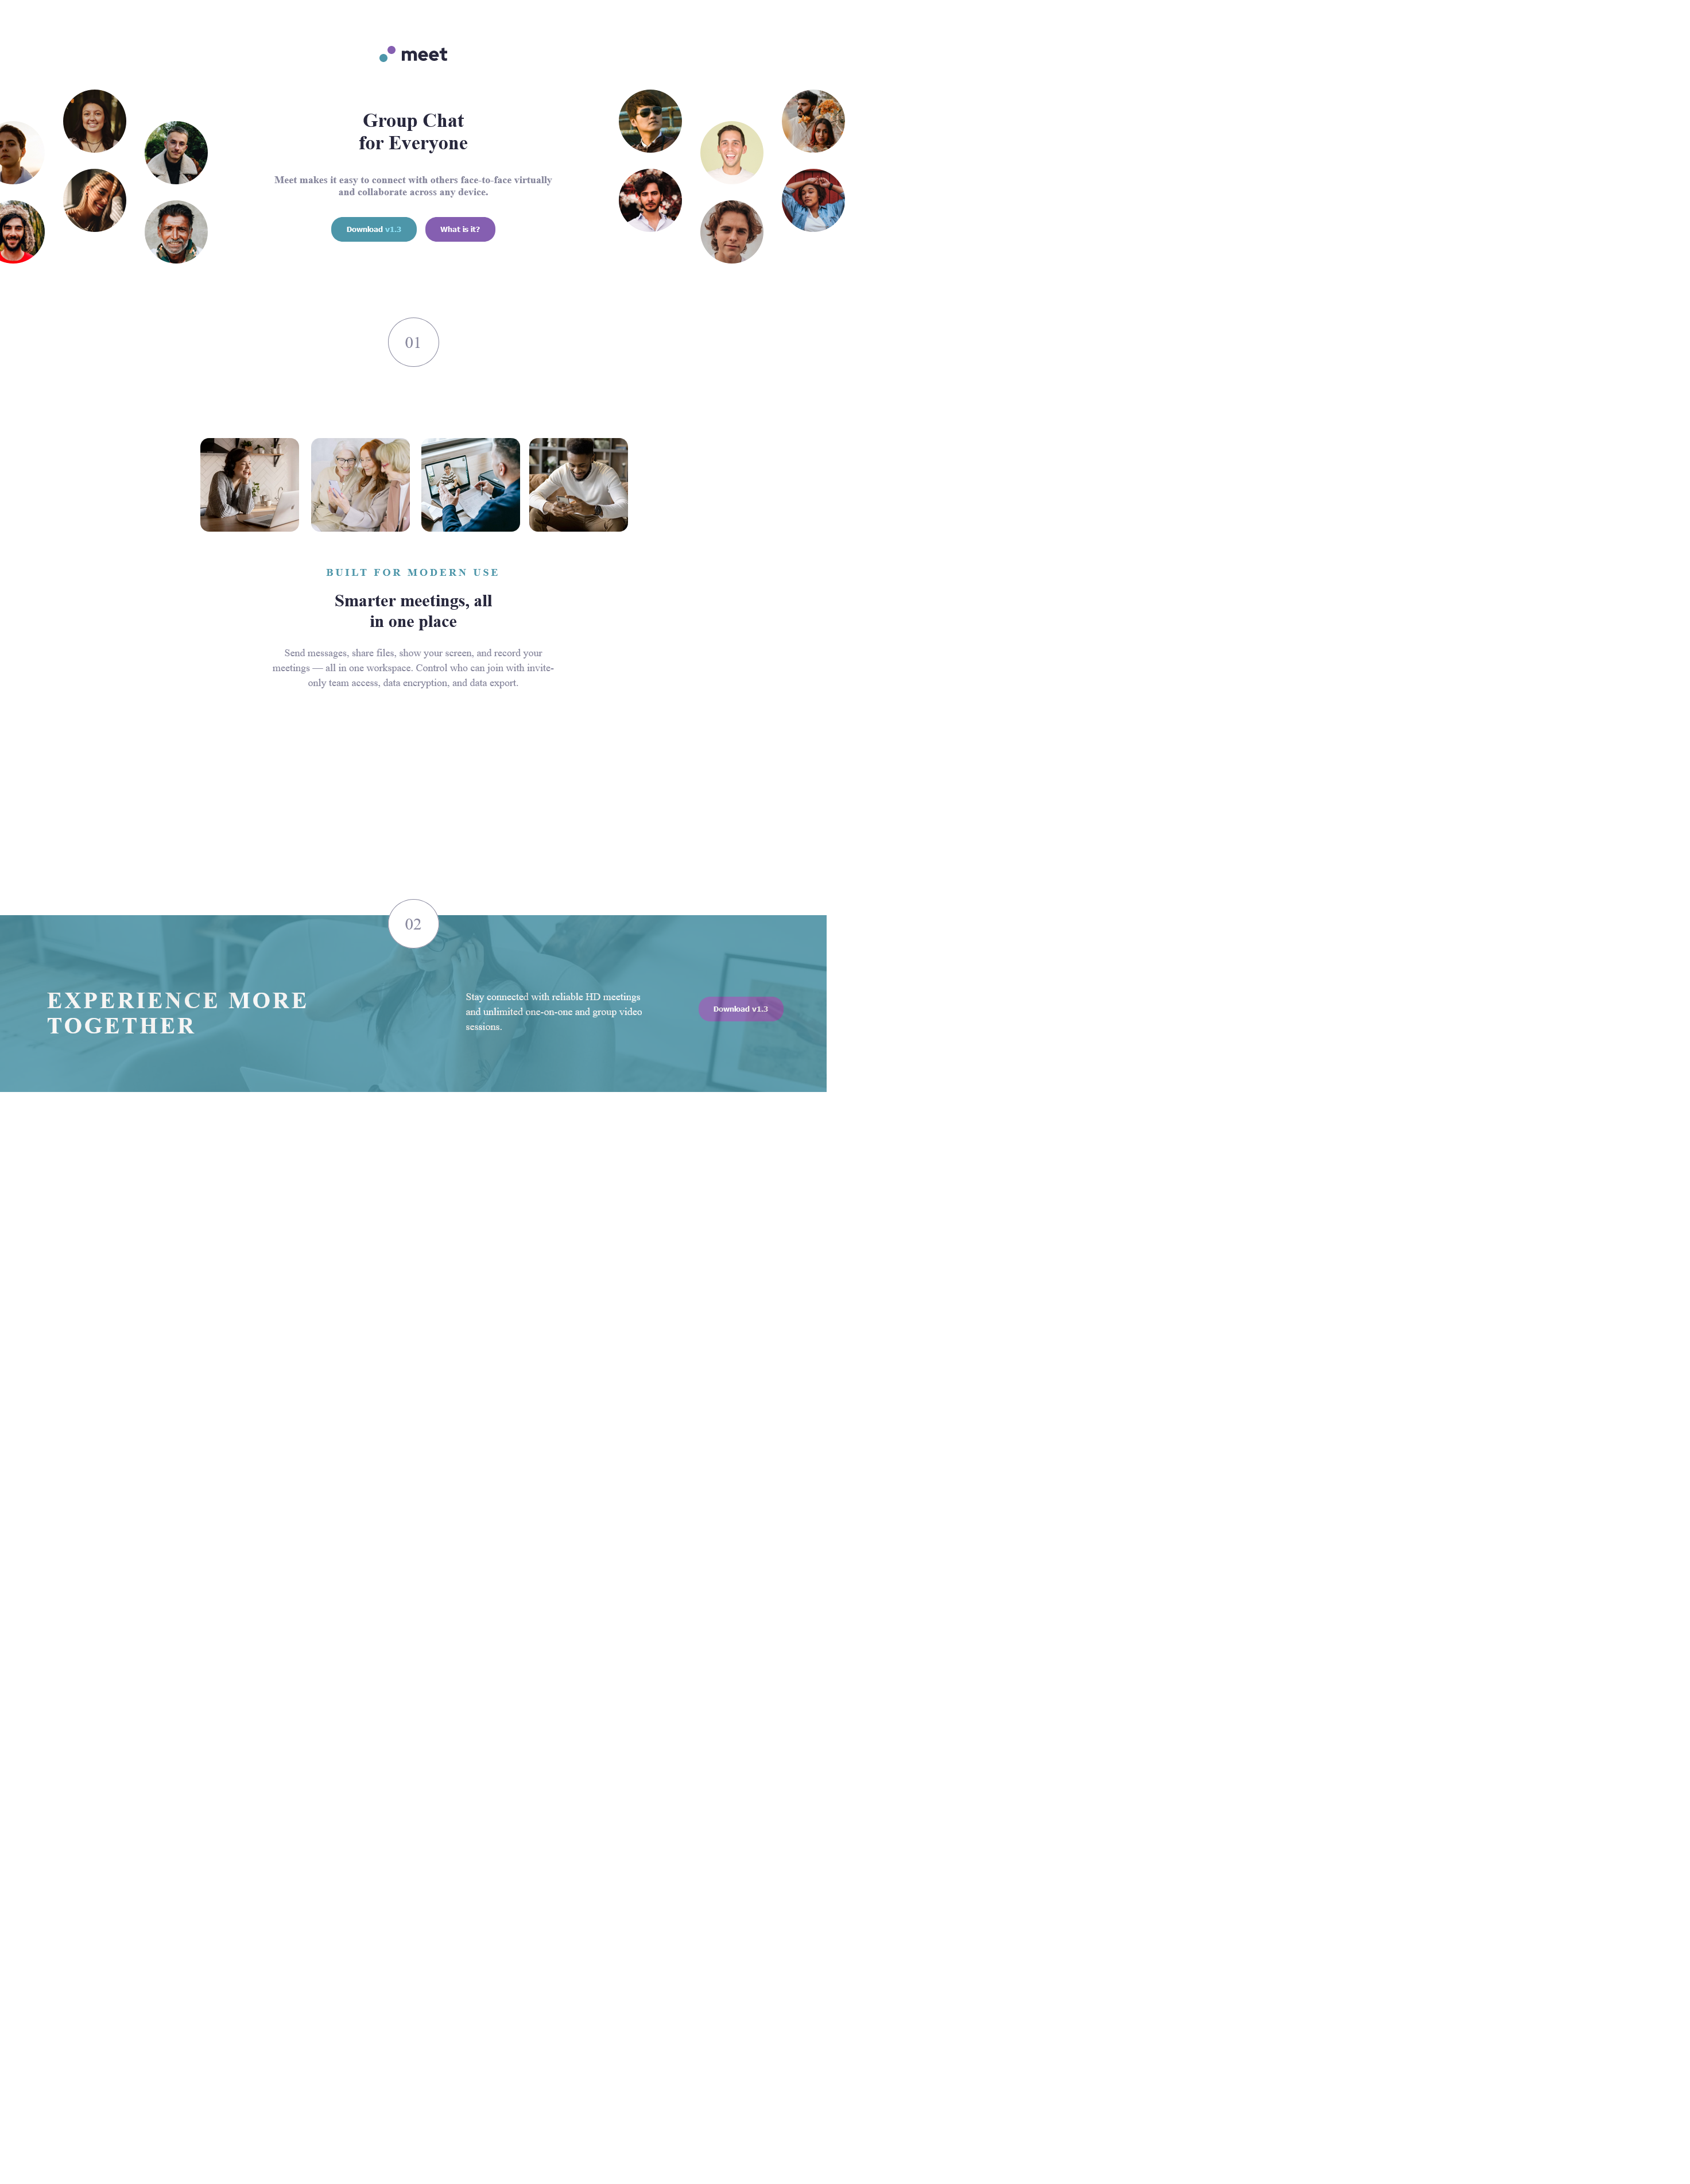 meet
Group Chat
for Everyone
Meet makes it easy to connect with others face-to-face virtually
and collaborate across any device.
Download v1.3
What is it?
01
BUILT FOR MODERN USE
Smarter meetings, all
in one place
Send messages, share files, show your screen, and record your
meetings — all in one workspace. Control who can join with invite-
only team access, data encryption, and data export.
02
EXPERIENCE MORE
TOGETHER
Stay connected with reliable HD meetings
and unlimited one-on-one and group video
sessions.
Download v1.3